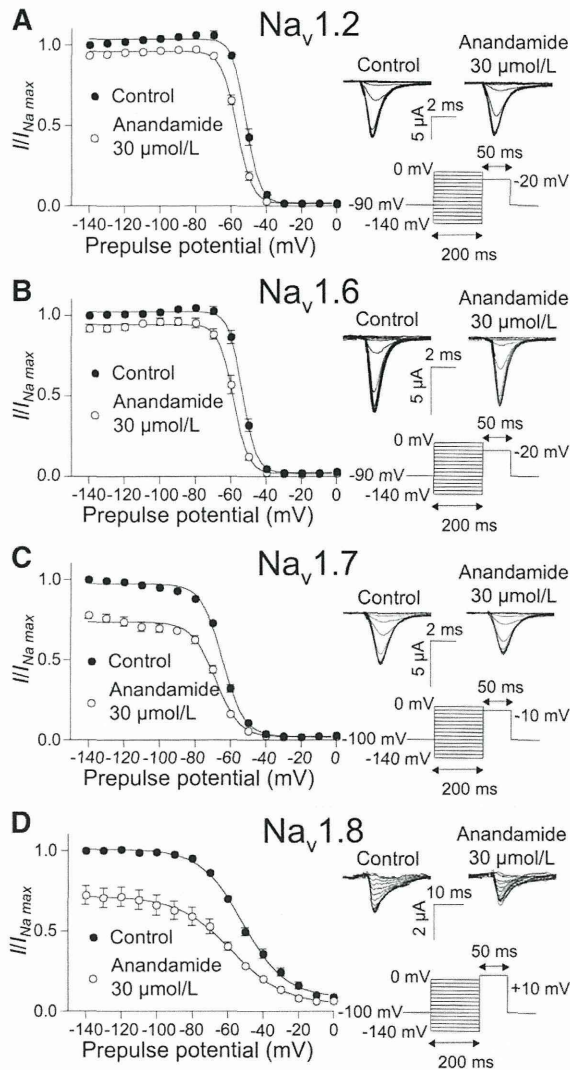 A
Na_v1.2
I/I_Na max
1.0
0.5
0.0
Control
Anandamide
30 µmol/L
-140 -120 -100 -80 -60 -40 -20 0
Prepulse potential (mV)
Control
Anandamide
30 µmol/L
2 ms
5 µA
50 ms
0 mV
-20 mV
-90 mV
-140 mV
200 ms
B
Na_v1.6
I/I_Na max
1.0
0.5
0.0
Control
Anandamide
30 µmol/L
-140 -120 -100 -80 -60 -40 -20 0
Prepulse potential (mV)
Control
Anandamide
30 µmol/L
2 ms
5 µA
50 ms
0 mV
-20 mV
-90 mV
-140 mV
200 ms
C
Na_v1.7
I/I_Na max
1.0
0.5
0.0
Control
Anandamide
30 µmol/L
-140 -120 -100 -80 -60 -40 -20 0
Prepulse potential (mV)
Control
Anandamide
30 µmol/L
2 ms
5 µA
50 ms
0 mV
-10 mV
-100 mV
-140 mV
200 ms
D
Na_v1.8
I/I_Na max
1.0
0.5
0.0
Control
Anandamide
30 µmol/L
-140 -120 -100 -80 -60 -40 -20 0
Prepulse potential (mV)
Control
Anandamide
30 µmol/L
10 ms
2 µA
50 ms
0 mV
+10 mV
-100 mV
-140 mV
200 ms